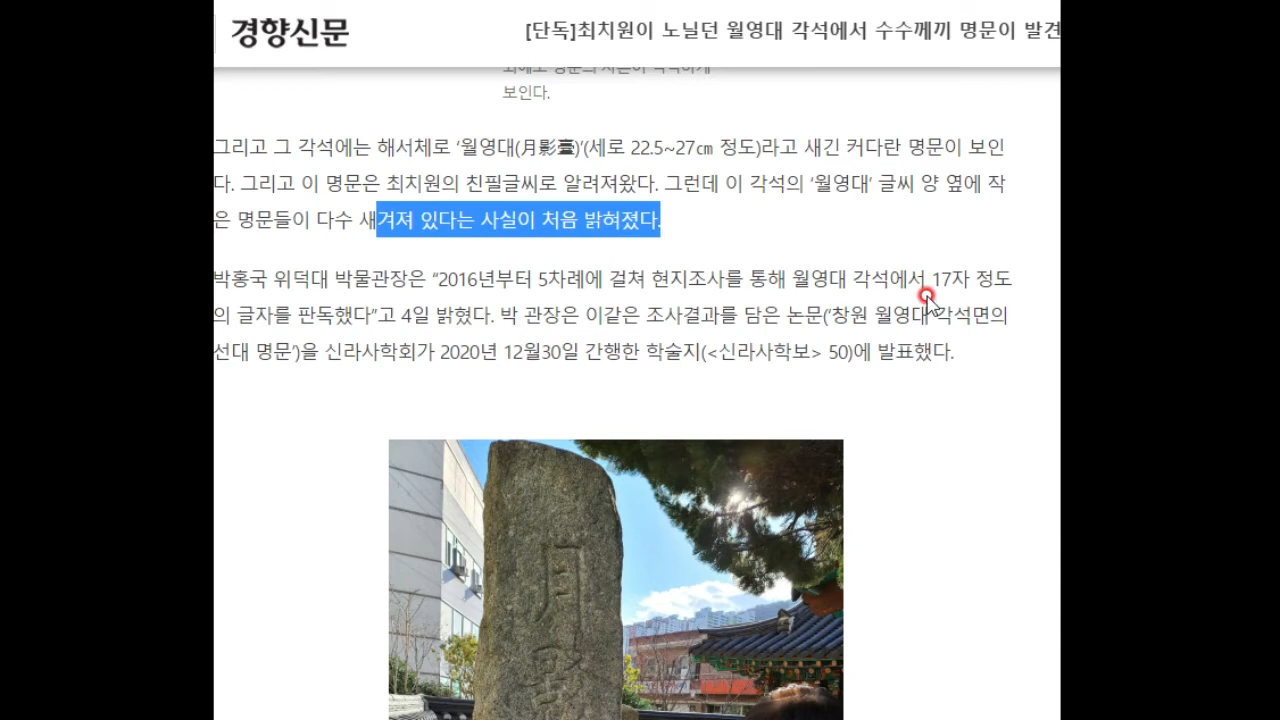 경향신문
[단독]최치원이 노닐던 월영대 각석에서 수수께끼 명문이 발견
보인다.
그리고 그 각석에는 해서체로 ‘월영대(月影臺)’(세로 22.5~27㎝ 정도)라고 새긴 커다란 명문이 보인
다. 그리고 이 명문은 최치원의 친필글씨로 알려져왔다. 그런데 이 각석의 ‘월영대’ 글씨 양 옆에 작
은 명문들이 다수 새겨져 있다는 사실이 처음 밝혀졌다.
박홍국 위덕대 박물관장은 “2016년부터 5차례에 걸쳐 현지조사를 통해 월영대 각석에서 17자 정도
의 글자를 판독했다”고 4일 밝혔다. 박 관장은 이같은 조사결과를 담은 논문(‘창원 월영대 각석면의
선대 명문’)을 신라사학회가 2020년 12월30일 간행한 학술지(<신라사학보> 50)에 발표했다.
月
影